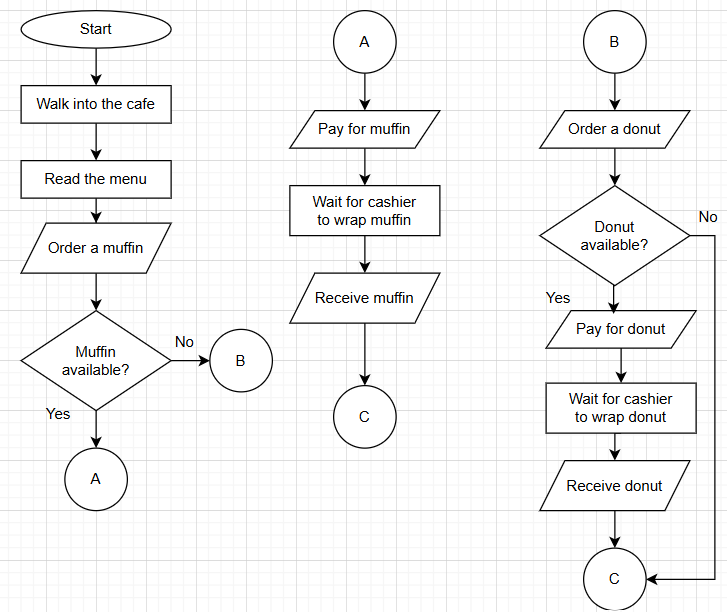 Start
Walk into the cafe
Read the menu
Order a muffin
Muffin
available?
No
B
Yes
A
A
Pay for muffin
Wait for cashier
to wrap muffin
Receive muffin
C
B
Order a donut
Donut
available?
No
Yes
Pay for donut
Wait for cashier
to wrap donut
Receive donut
C